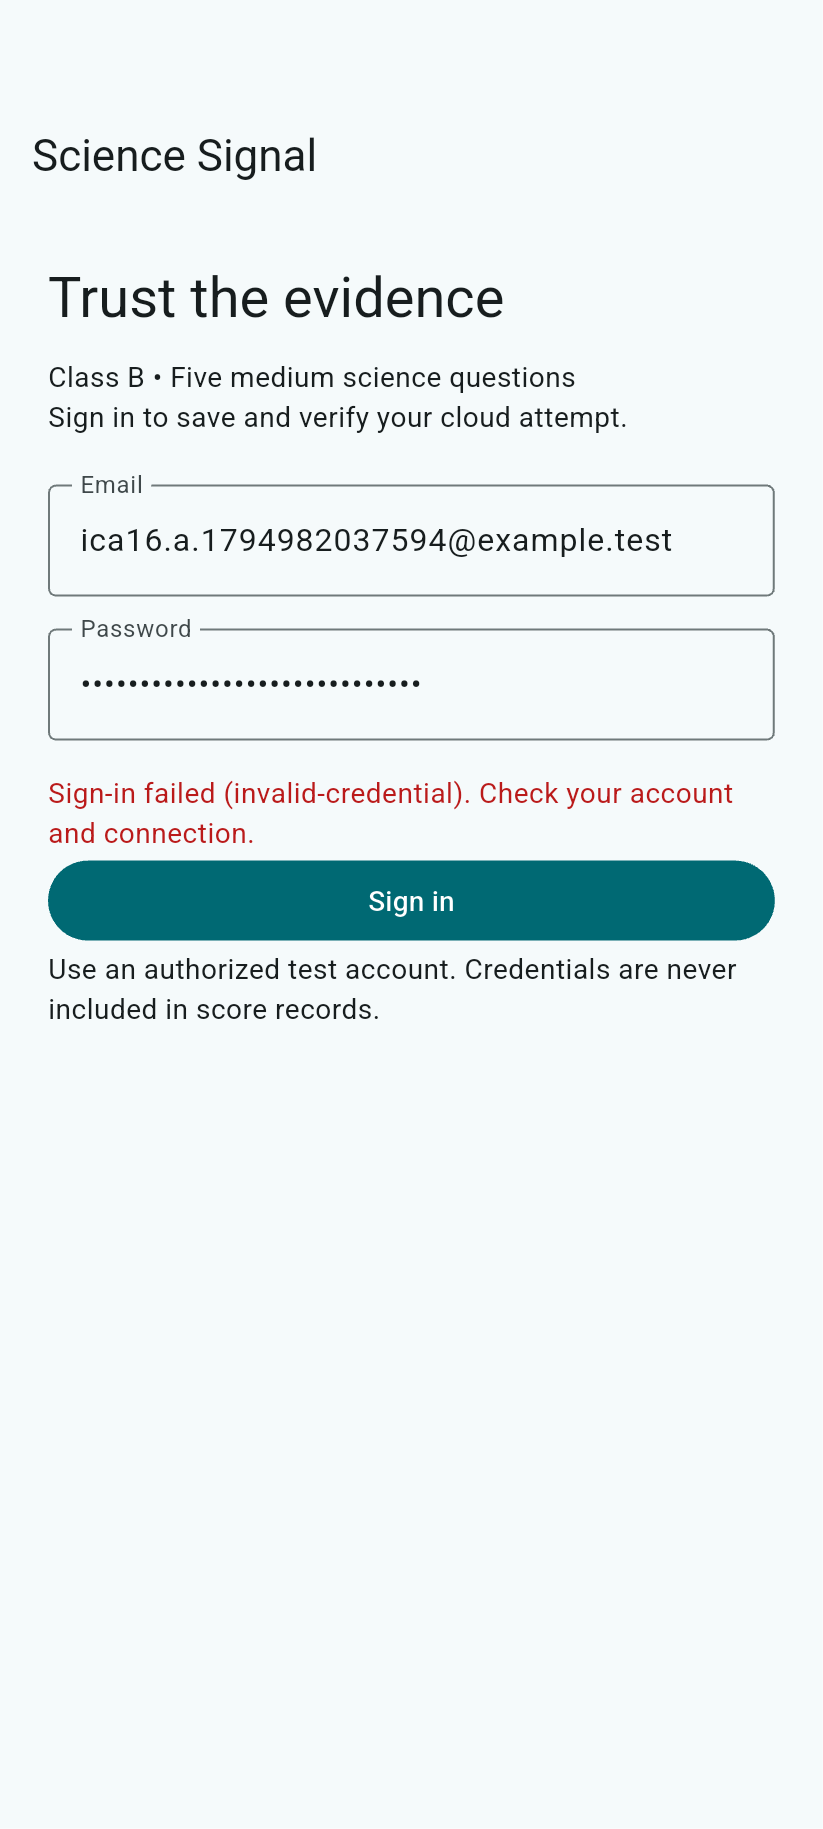 Science Signal
Trust the evidence
Class B • Five medium science questions
Sign in to save and verify your cloud attempt.
Email
ica16.a.1794982037594@example.test
Password
•••••••••••••••••••••••••••••
Sign-in failed (invalid-credential). Check your account
and connection.
Sign in
Use an authorized test account. Credentials are never
included in score records.